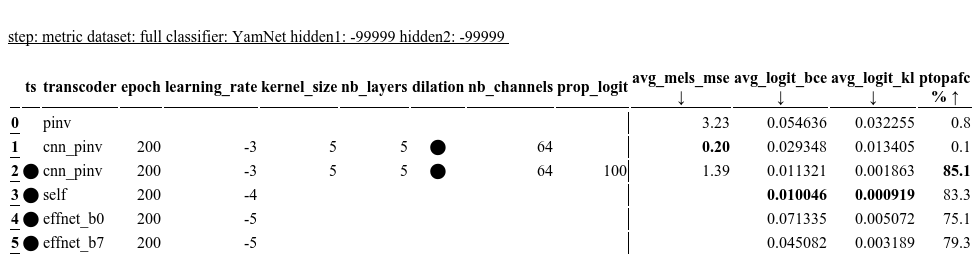 step: metric dataset: full classifier: YamNet hidden1: -99999 hidden2: -99999
ts transcoder epoch learning_rate kernel_size nb_layers dilation nb_channels prop_logit avg_mels_mse ↓ avg_logit_bce ↓ avg_logit_kl ↓ ptopafc % ↑
0 pinv 3.23 0.054636 0.032255 0.8
1 cnn_pinv 200 -3 5 5 ● 64 0.20 0.029348 0.013405 0.1
2 ● cnn_pinv 200 -3 5 5 ● 64 100 1.39 0.011321 0.001863 85.1
3 ● self 200 -4 0.010046 0.000919 83.3
4 ● effnet_b0 200 -5 0.071335 0.005072 75.1
5 ● effnet_b7 200 -5 0.045082 0.003189 79.3